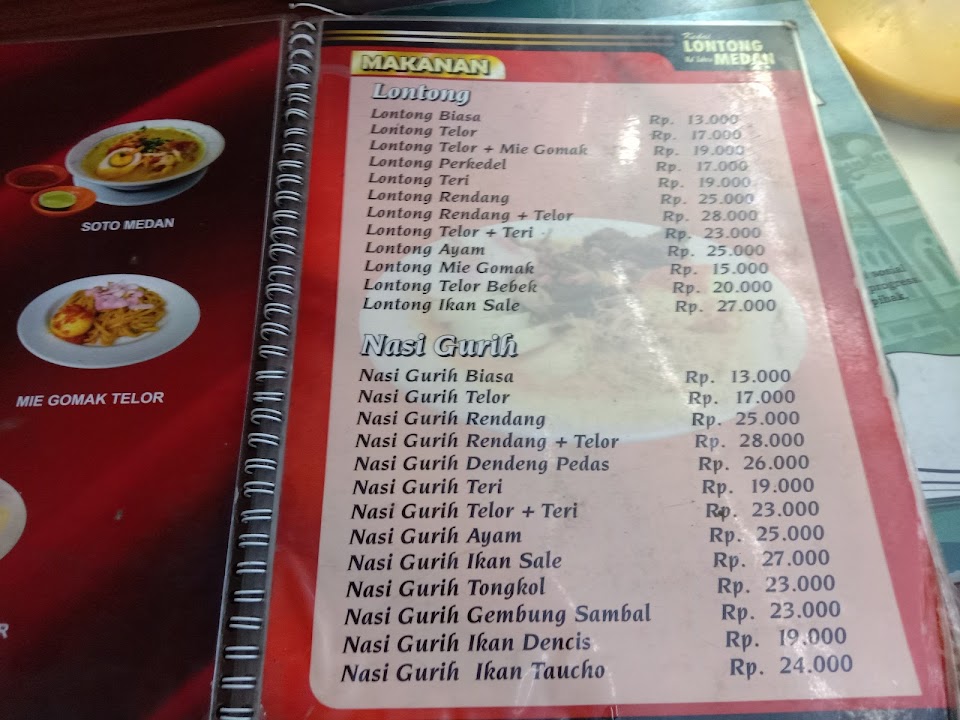 SOTO MEDAN
MIE GOMAK TELOR
R
Kedai
LONTONG
MEDAN
MAKANAN
Lontong
Lontong Biasa Rp. 13.000
Lontong Telor Rp. 17.000
Lontong Telor + Mie Gomak Rp. 19.000
Lontong Perkedel Rp. 17.000
Lontong Teri Rp. 19.000
Lontong Rendang Rp. 25.000
Lontong Rendang + Telor Rp. 28.000
Lontong Telor + Teri Rp. 23.000
Lontong Ayam Rp. 25.000
Lontong Mie Gomak Rp. 15.000
Lontong Telor Bebek Rp. 20.000
Lontong Ikan Sale Rp. 27.000
Nasi Gurih
Nasi Gurih Biasa Rp. 13.000
Nasi Gurih Telor Rp. 17.000
Nasi Gurih Rendang Rp. 25.000
Nasi Gurih Rendang + Telor Rp. 28.000
Nasi Gurih Dendeng Pedas Rp. 26.000
Nasi Gurih Teri Rp. 19.000
Nasi Gurih Telor + Teri Rp. 23.000
Nasi Gurih Ayam Rp. 25.000
Nasi Gurih Ikan Sale Rp. 27.000
Nasi Gurih Tongkol Rp. 23.000
Nasi Gurih Gembung Sambal Rp. 23.000
Nasi Gurih Ikan Dencis Rp. 19.000
Nasi Gurih Ikan Taucho Rp. 24.000
sosial
progress
pihak.